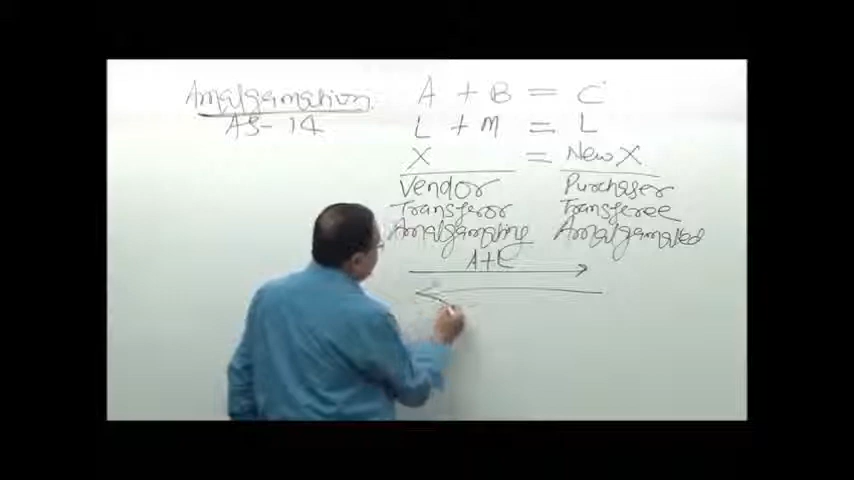 Amalgamation
AS-14
A + B = C
L + M = L
X = New X
Vendor Purchaser
Transferor Transferee
Amalgamating Amalgamated
A+L